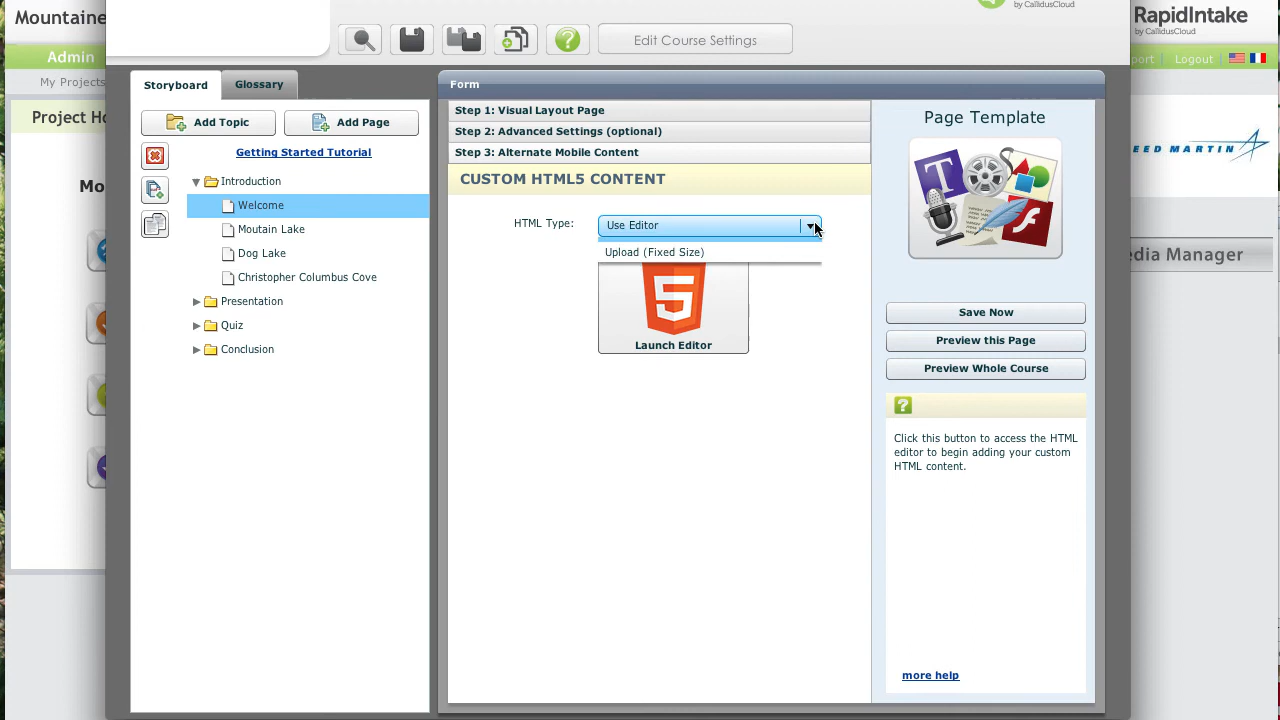 Mountaine
by CallidusCloud
RapidIntake
by CallidusCloud
Edit Course Settings
Admin
port
Logout
My Projects
Storyboard
Glossary
Form
Project Ho
Add Topic
Add Page
Getting Started Tutorial
Step 1: Visual Layout Page
Step 2: Advanced Settings (optional)
Step 3: Alternate Mobile Content
CUSTOM HTML5 CONTENT
Page Template
EED MARTIN
Mo
Introduction
Welcome
Moutain Lake
Dog Lake
Christopher Columbus Cove
Presentation
Quiz
Conclusion
HTML Type:
Use Editor
Upload (Fixed Size)
5
Launch Editor
T
edia Manager
Save Now
Preview this Page
Preview Whole Course
Click this button to access the HTML
editor to begin adding your custom
HTML content.
more help